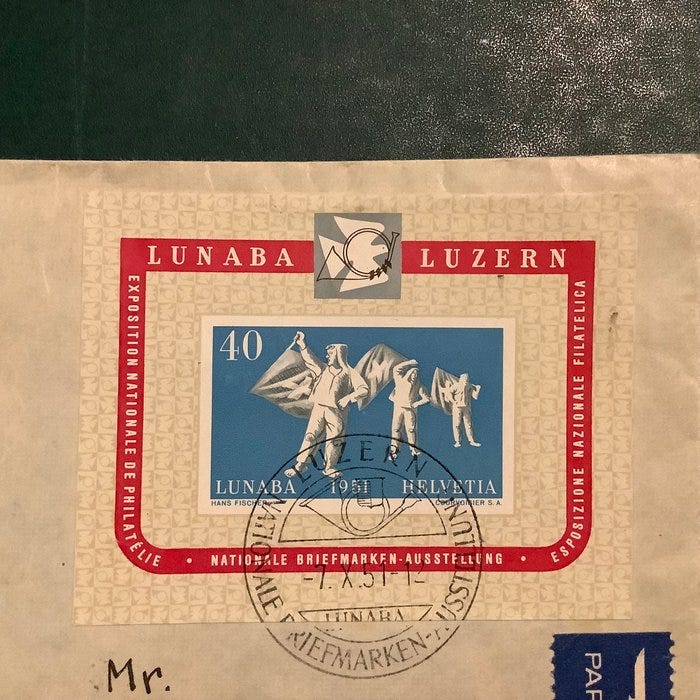 LUNABA LUZERN
EXPOSITION NATIONALE DE PHILATÉLIE
• NATIONALE BRIEFMARKEN-AUSSTELLUNG •
ESPOSIZIONE NAZIONALE FILATELICA
40
LUNABA 1951 HELVETIA
HANS FISCHER COURVOISIER S.A.
LUZERN
NATIONALE BRIEFMARKEN-AUSSTELLUNG
-7.X.51-12
LUNABA
Mr.
PAR